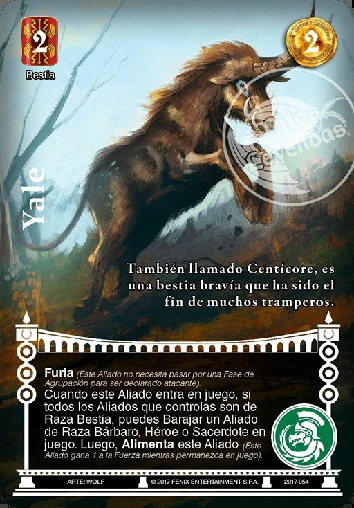 2
2
Bestia
Yale
También llamado Centicore, es
una bestia bravía que ha sido el
fin de muchos tramperos.
Furia (Este Aliado no necesita pasar por una Fase de
Agrupación para ser declarado atacante).
Cuando este Aliado entra en juego, si
todos los Aliados que controlas son de
Raza Bestia, puedes Barajar un Aliado
de Raza Bárbaro, Héroe o Sacerdote en
juego. Luego, Alimenta este Aliado (Este
Aliado gana 1 a la Fuerza mientras permanezca en juego).
ARTE: WOLF
© 2017 FENIX ENTERTAINMENT S.P.A.
2017-054